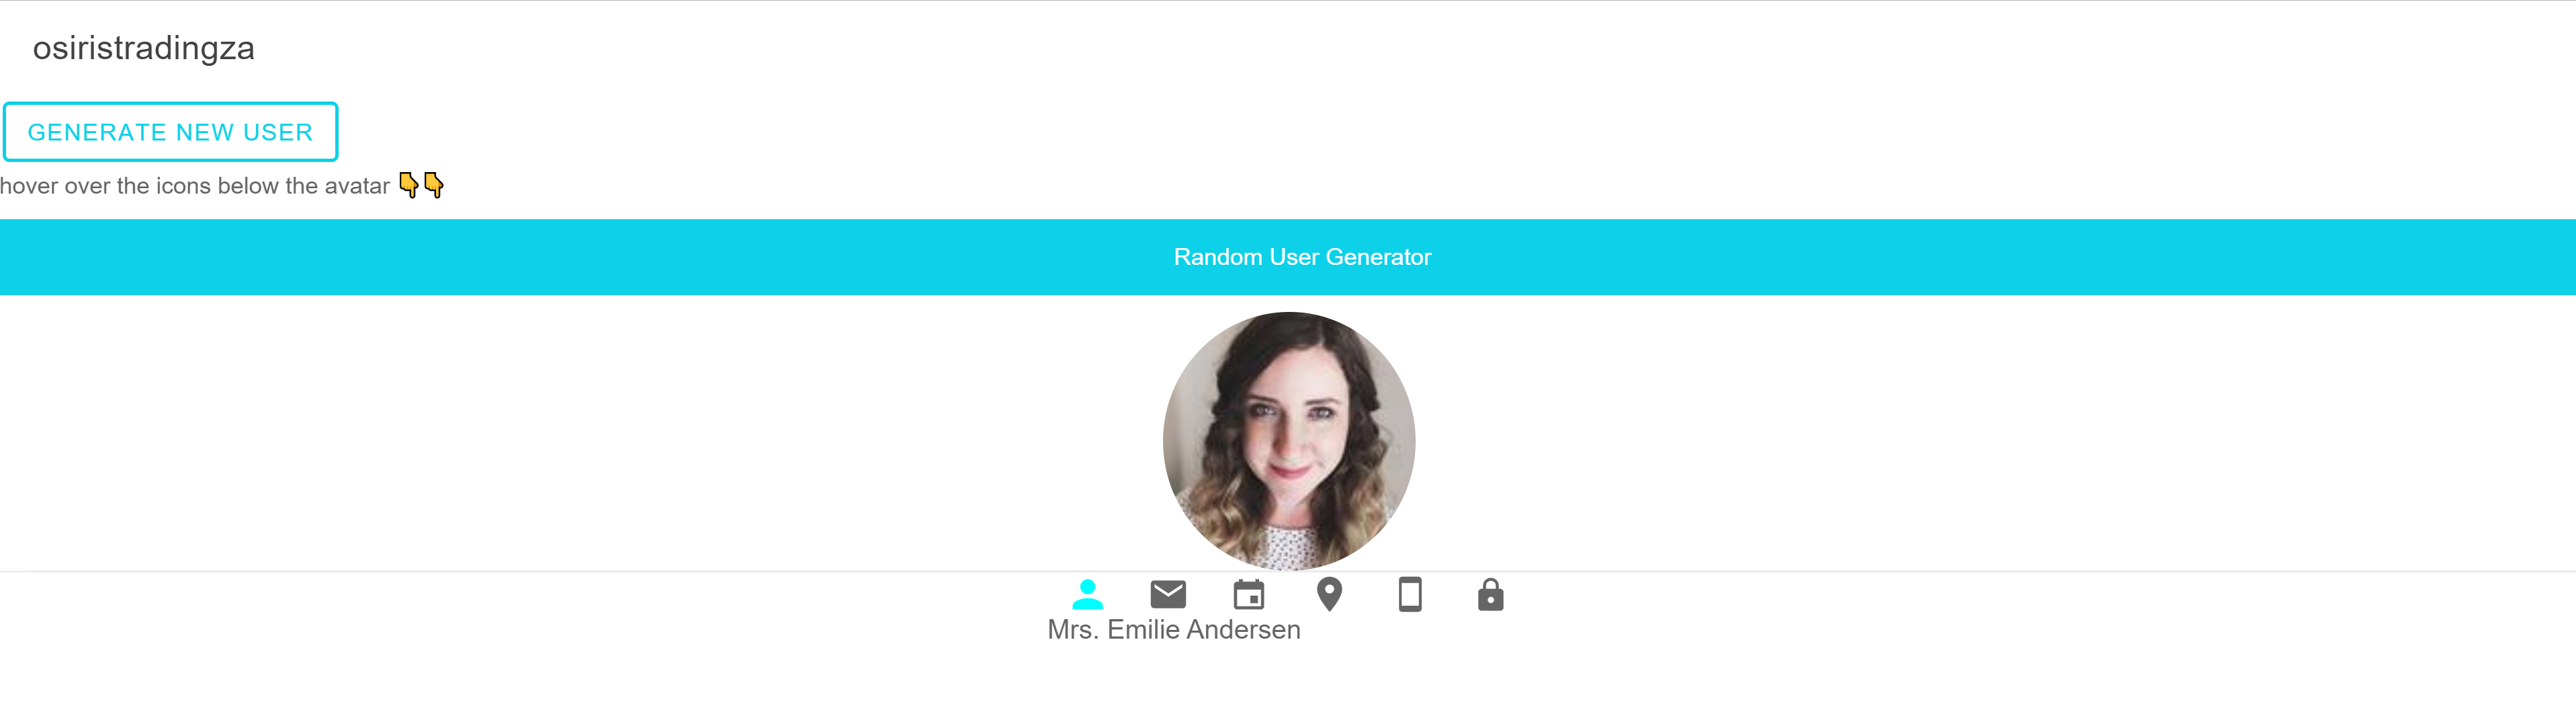 osiristradingza
GENERATE NEW USER
hover over the icons below the avatar 👇👇
Random User Generator
Mrs. Emilie Andersen